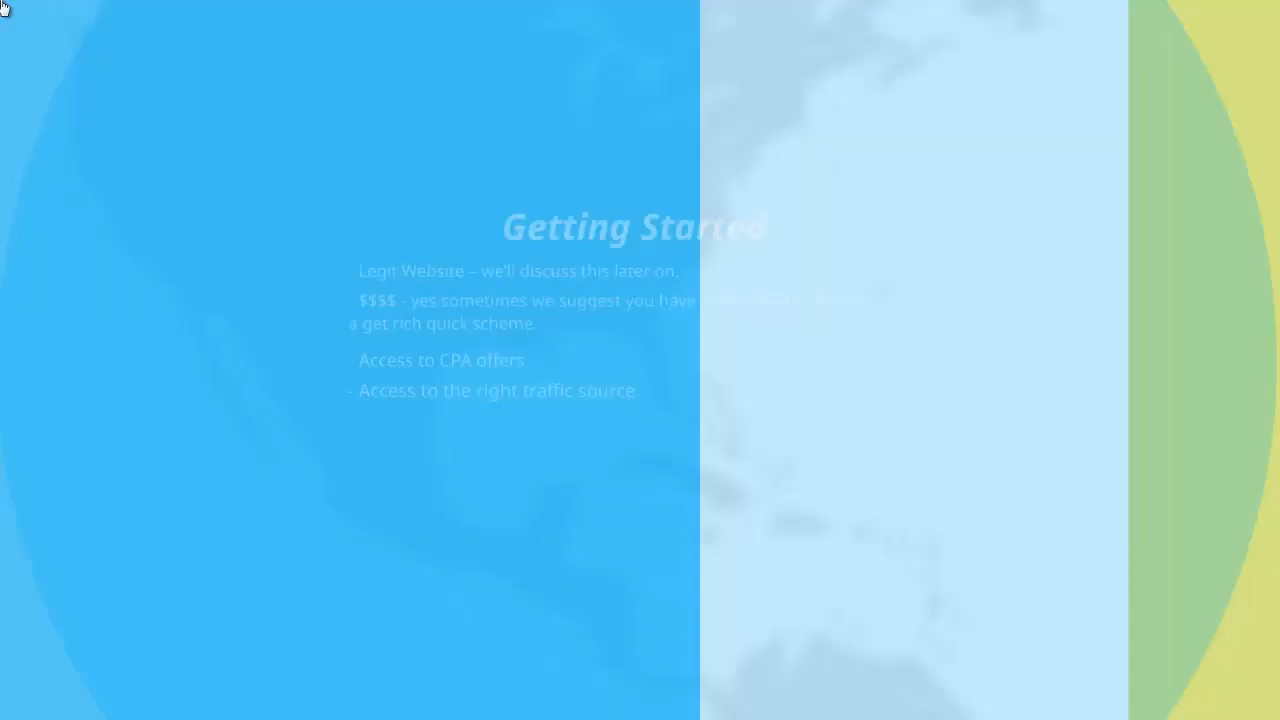 Getting Started
- Legit Website – we'll discuss this later on.
$$$$ - yes sometimes we suggest you have
a get rich quick scheme.
- Access to CPA offers
- Access to the right traffic source